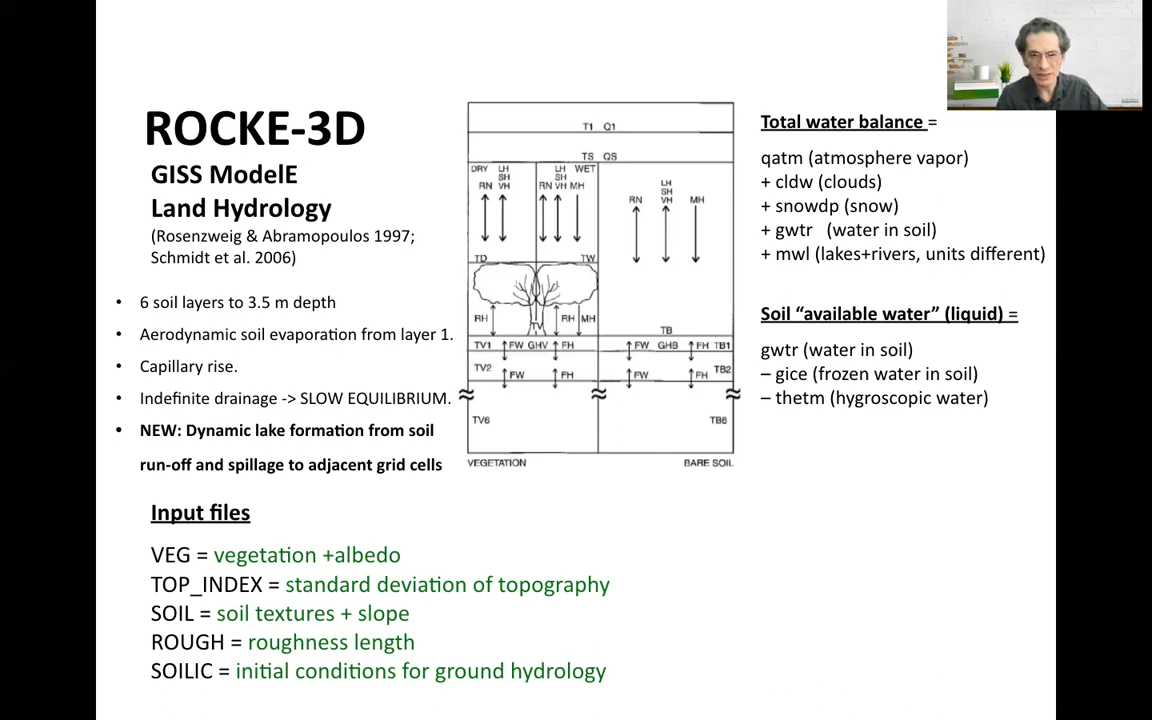 ROCKE-3D
GISS ModelE
Land Hydrology
(Rosenzweig & Abramopoulos 1997;
Schmidt et al. 2006)
• 6 soil layers to 3.5 m depth
• Aerodynamic soil evaporation from layer 1.
• Capillary rise.
• Indefinite drainage -> SLOW EQUILIBRIUM.
• NEW: Dynamic lake formation from soil
run-off and spillage to adjacent grid cells
T1 Q1
TS QS
DRY LH LH WET
SH SH LH
RN VH RN VH MH SH
RN VH MH
TD TW
RH TV RH MH TB
TV1 FW GHV FH FW GHB FH TB1
TV2 FW FH FW FH TB2
TV6 TB6
VEGETATION BARE SOIL
Total water balance =
qatm (atmosphere vapor)
+ cldw (clouds)
+ snowdp (snow)
+ gwtr (water in soil)
+ mwl (lakes+rivers, units different)
Soil “available water” (liquid) =
gwtr (water in soil)
– gice (frozen water in soil)
– thetm (hygroscopic water)
Input files
VEG = vegetation +albedo
TOP_INDEX = standard deviation of topography
SOIL = soil textures + slope
ROUGH = roughness length
SOILIC = initial conditions for ground hydrology